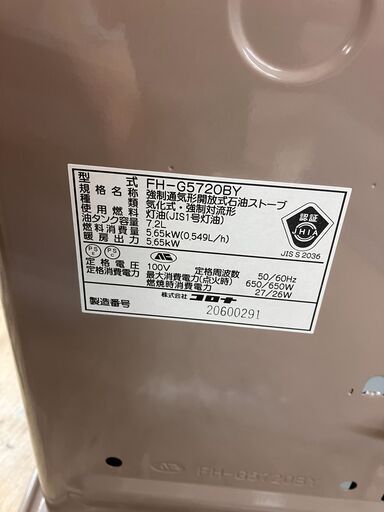 型式 FH-G5720BY
規格名称 強制通気形開放式石油ストーブ
種類 気化式・強制対流形
使用燃料 灯油(JIS1号灯油)
油タンク容量 7.2L
燃料消費量 5.65kW(0,549L/h)
暖房出力 5.65kW
認証
JHIA
JIS S 2036
PS E PS C
定格電圧 100V 定格周波数 50/60Hz
定格消費電力 最大消費電力(点火時) 650/650W
燃焼時消費電力 27/26W
株式会社 コロナ
製造番号 20600291
FH-G5720BY